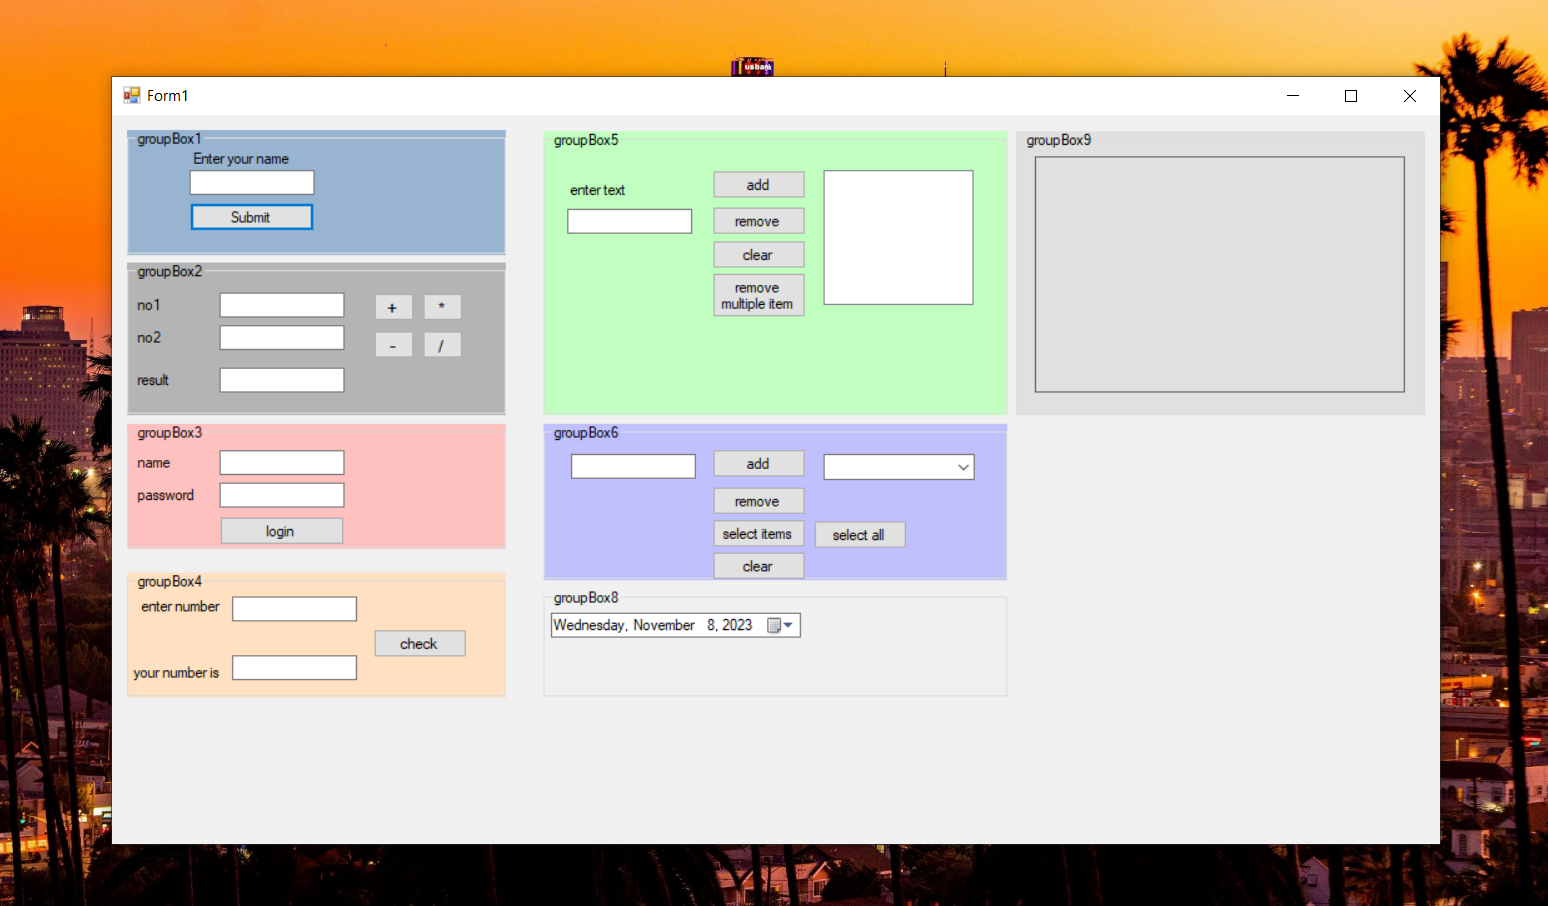 usbank
Form1
groupBox1
Enter your name
Submit
groupBox2
no1
+
*
no2
-
/
result
groupBox3
name
password
login
groupBox4
enter number
check
your number is
groupBox5
enter text
add
remove
clear
remove
multiple item
groupBox6
add
remove
select items
select all
clear
groupBox8
Wednesday, November 8, 2023
groupBox9